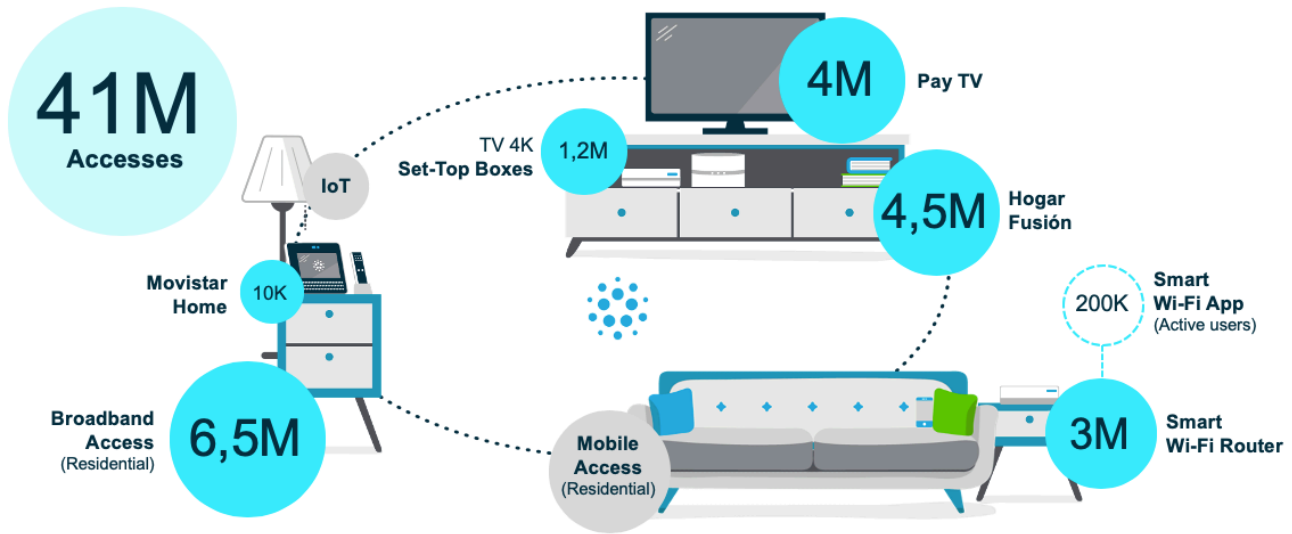 41M
Accesses
4M
Pay TV
TV 4K
Set-Top Boxes
1,2M
IoT
4,5M
Hogar
Fusión
Movistar
Home
10K
200K
Smart
Wi-Fi App
(Active users)
Broadband
Access
(Residential)
6,5M
Mobile
Access
(Residential)
3M
Smart
Wi-Fi Router